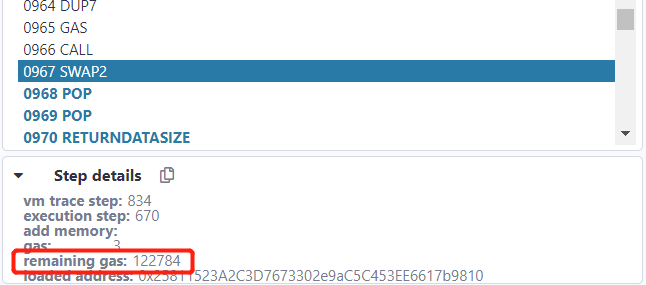 0964 DUP7
0965 GAS
0966 CALL
0967 SWAP2
0968 POP
0969 POP
0970 RETURNDATASIZE
Step details
vm trace step: 834
execution step: 670
add memory:
gas: 3
remaining gas: 122784
loaded address: 0x25811523A2C3D7673302e9aC5C453EE6617b9810